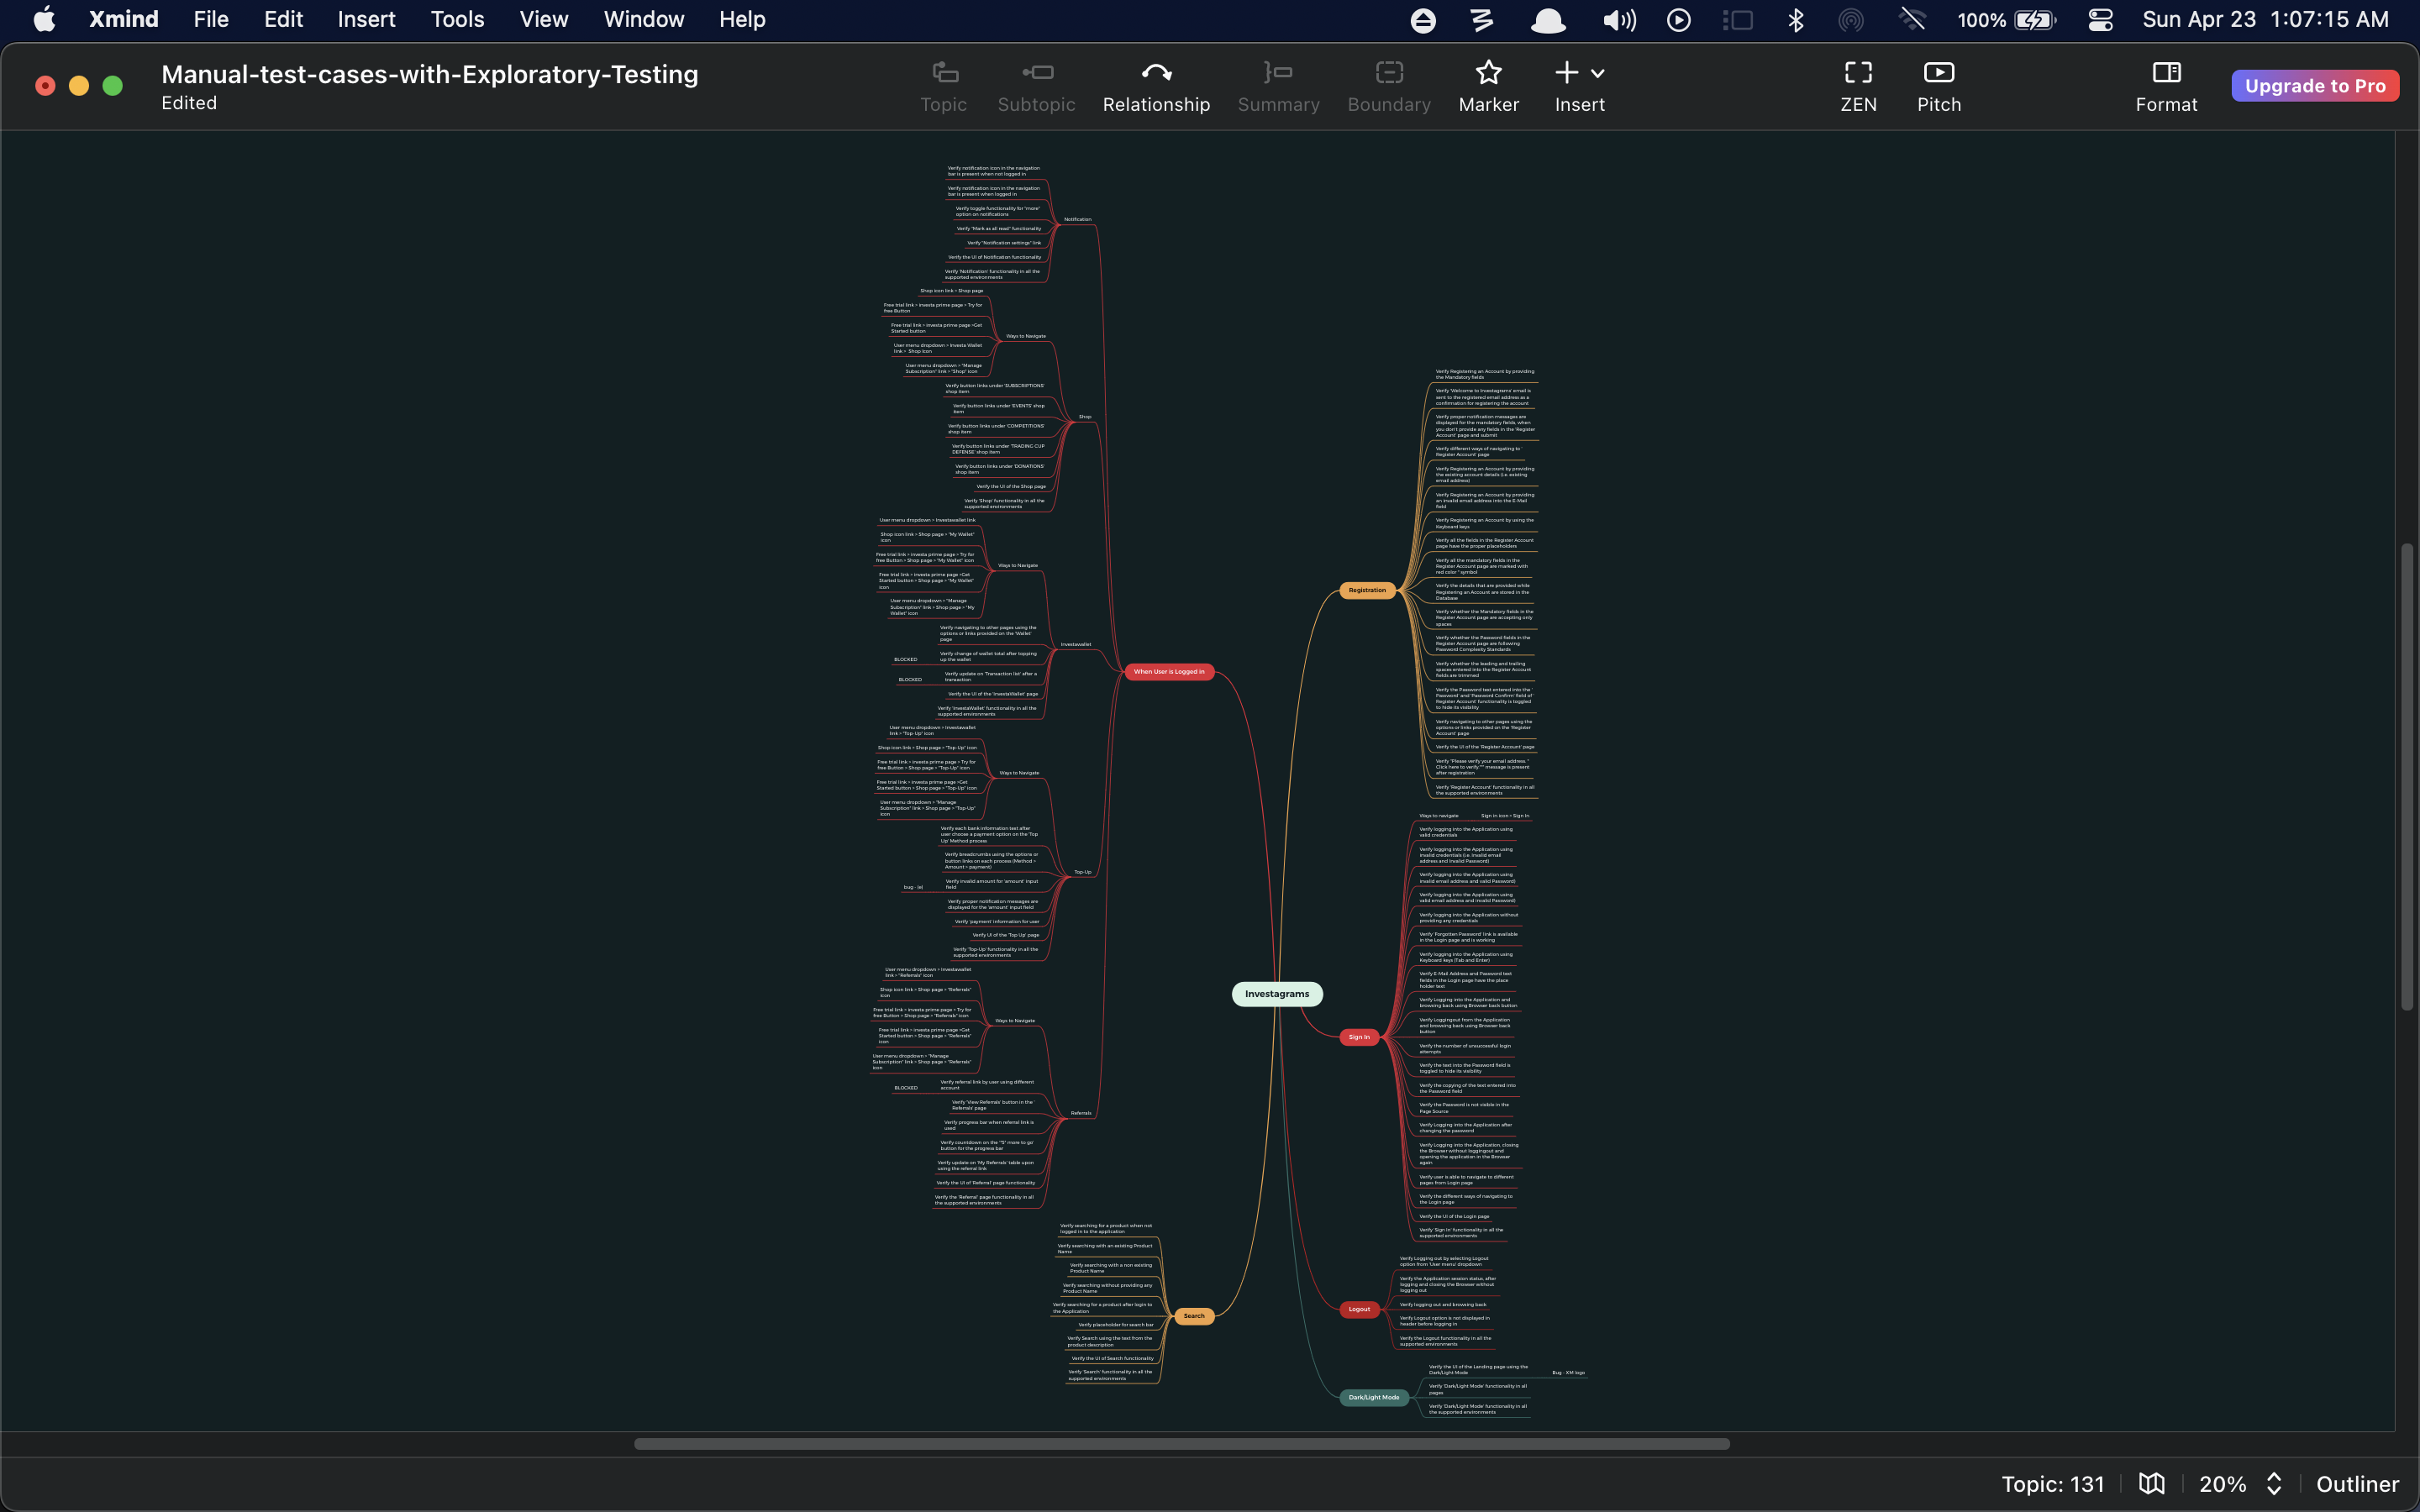 Xmind File Edit Insert Tools View Window Help
100% Sun Apr 23 1:07:15 AM
Manual-test-cases-with-Exploratory-Testing
Edited
Topic Subtopic Relationship Summary Boundary Marker Insert
ZEN Pitch Format Upgrade to Pro
Verify notification icon in the navigation
bar is present when not logged in
Verify notification icon in the navigation
bar is present when logged in
Verify toggle functionality for "more"
option on notifications
Verify "Mark as all read" functionality
Verify "Notification settings" link
Verify the UI of Notification functionality
Verify 'Notification' functionality in all the
supported environments
Notification
Shop icon link > Shop page
Free trial link > investa prime page > Try for
free Button
Free trial link > investa prime page >Get
Started button
User menu dropdown > Investa Wallet
link > Shop icon
User menu dropdown > "Manage
Subscription" link > "Shop" icon
Ways to Navigate
Verify button links under 'SUBSCRIPTIONS'
shop item
Verify button links under 'EVENTS' shop
item
Verify button links under 'COMPETITIONS'
shop item
Verify button links under 'TRADING CUP
DEFENSE' shop item
Verify button links under 'DONATIONS'
shop item
Verify the UI of the Shop page
Verify 'Shop' functionality in all the
supported environments
Shop
User menu dropdown > Investawallet link
Shop icon link > Shop page > "My Wallet"
icon
Free trial link > investa prime page > Try for
free Button > Shop page > "My Wallet" icon
Free trial link > investa prime page >Get
Started button > Shop page > "My Wallet"
icon
User menu dropdown > "Manage
Subscription" link > Shop page > "My
Wallet" icon
Ways to Navigate
Verify navigating to other pages using the
options or links provided on the 'Wallet'
page
Verify change of wallet total after topping
up the wallet
BLOCKED
Verify update on 'Transaction list' after a
transaction
BLOCKED
Verify the UI of the 'InvestaWallet' page
Verify 'InvestaWallet' functionality in all the
supported environments
Investawallet
User menu dropdown > Investawallet
link > "Top-Up" icon
Shop icon link > Shop page > "Top-Up" icon
Free trial link > investa prime page > Try for
free Button > Shop page > "Top-Up" icon
Free trial link > investa prime page >Get
Started button > Shop page > "Top-Up" icon
User menu dropdown > "Manage
Subscription" link > Shop page > "Top-Up"
icon
Ways to Navigate
Verify each bank information text after
user choose a payment option on the 'Top
Up' Method process
Verify breadcrumbs using the options or
button links on each process (Method >
Amount > payment)
Verify invalid amount for 'amount' input
field
bug - (e)
Verify proper notification messages are
displayed for the 'amount' input field
Verify 'payment' information for user
Verify UI of the 'Top Up' page
Verify 'Top-Up' functionality in all the
supported environments
Top-Up
User menu dropdown > Investawallet
link > "Referrals" icon
Shop icon link > Shop page > "Referrals"
icon
Free trial link > investa prime page > Try for
free Button > Shop page > "Referrals" icon
Free trial link > investa prime page >Get
Started button > Shop page > "Referrals"
icon
User menu dropdown > "Manage
Subscription" link > Shop page > "Referrals"
icon
Ways to Navigate
Verify referral link by user using different
account
BLOCKED
Verify 'View Referrals' button in the '
Referrals' page
Verify progress bar when referral link is
used
Verify countdown on the '"5" more to go'
button for the progress bar
Verify update on 'My Referrals' table upon
using the referral link
Verify the UI of 'Referral' page functionality
Verify the 'Referral' page functionality in all
the supported environments
Referrals
When User is Logged in
Verify searching for a product when not
logged in to the application
Verify searching with an existing Product
Name
Verify searching with a non existing
Product Name
Verify searching without providing any
Product Name
Verify searching for a product after login to
the Application
Verify placeholder for search bar
Verify Search using the text from the
product description
Verify the UI of Search functionality
Verify 'Search' functionality in all the
supported environments
Search
Investagrams
Registration
Verify Registering an Account by providing
the Mandatory fields
Verify 'Welcome to Investagrams' email is
sent to the registered email address as a
confirmation for registering the account
Verify proper notification messages are
displayed for the mandatory fields, when
you don't provide any fields in the 'Register
Account' page and submit
Verify different ways of navigating to '
Register Account' page
Verify Registering an Account by providing
the existing account details (i.e. existing
email address)
Verify Registering an Account by providing
an invalid email address into the E-Mail
field
Verify Registering an Account by using the
Keyboard keys
Verify all the fields in the Register Account
page have the proper placeholders
Verify all the mandatory fields in the
Register Account page are marked with
red color * symbol
Verify the details that are provided while
Registering an Account are stored in the
Database
Verify whether the Mandatory fields in the
Register Account page are accepting only
spaces
Verify whether the Password fields in the
Register Account page are following
Password Complexity Standards
Verify whether the leading and trailing
spaces entered into the Register Account
fields are trimmed
Verify the Password text entered into the '
Password' and 'Password Confirm' field of '
Register Account' functionality is toggled
to hide its visibility
Verify navigating to other pages using the
options or links provided on the 'Register
Account' page
Verify the UI of the 'Register Account' page
Verify "Please verify your email address. "
Click here to verify."" message is present
after registration
Verify 'Register Account' functionality in all
the supported environments
Sign In
Ways to navigate
Sign in icon > Sign In
Verify logging into the Application using
valid credentials
Verify logging into the Application using
invalid credentials (i.e. invalid email
address and Invalid Password)
Verify logging into the Application using
invalid email address and valid Password)
Verify logging into the Application using
valid email address and invalid Password)
Verify logging into the Application without
providing any credentials
Verify 'Forgotten Password' link is available
in the Login page and is working
Verify logging into the Application using
Keyboard keys (Tab and Enter)
Verify E-Mail Address and Password text
fields in the Login page have the place
holder text
Verify Logging into the Application and
browsing back using Browser back button
Verify Loggingout from the Application
and browsing back using Browser back
button
Verify the number of unsuccessful login
attempts
Verify the text into the Password field is
toggled to hide its visibility
Verify the copying of the text entered into
the Password field
Verify the Password is not visible in the
Page Source
Verify Logging into the Application after
changing the password
Verify Logging into the Application, closing
the Browser without loggingout and
opening the application in the Browser
again
Verify user is able to navigate to different
pages from Login page
Verify the different ways of navigating to
the Login page
Verify the UI of the Login page
Verify 'Sign In' functionality in all the
supported environments
Logout
Verify Logging out by selecting Logout
option from 'User menu' dropdown
Verify the Application session status, after
logging and closing the Browser without
logging out
Verify logging out and browsing back
Verify Logout option is not displayed in
header before logging in
Verify the Logout functionality in all the
supported environments
Dark/Light Mode
Verify the UI of the Landing page using the
Dark/Light Mode
Bug - RM logo
Verify 'Dark/Light Mode' functionality in all
pages
Verify 'Dark/Light Mode' functionality in all
the supported environments
Topic: 131 20% Outliner